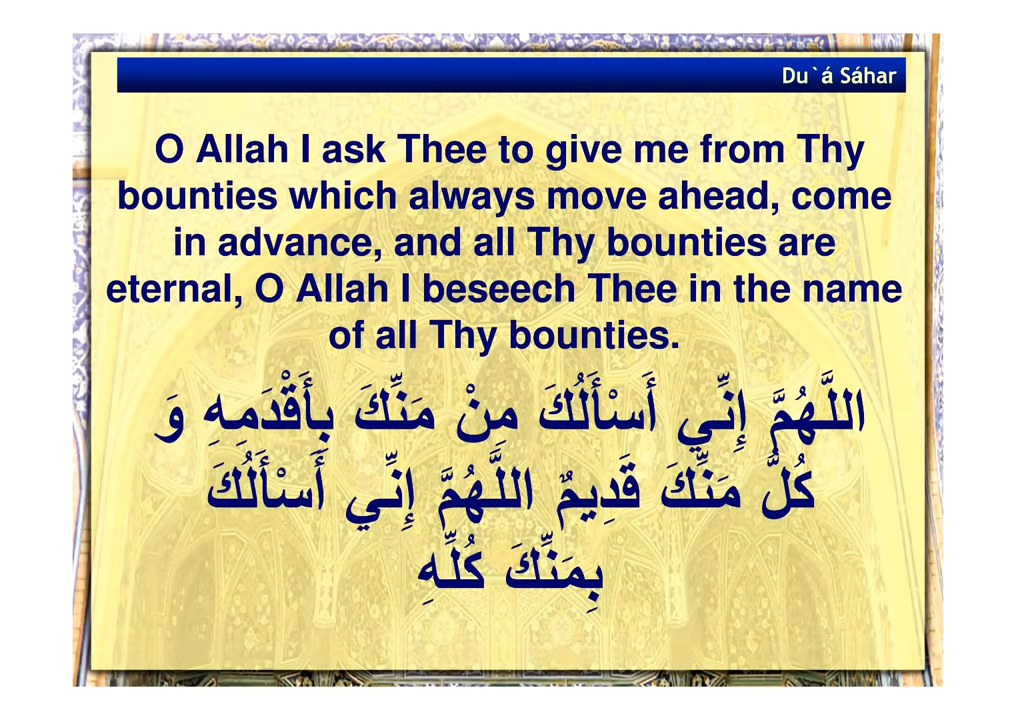 Du`á Sáhar
O Allah I ask Thee to give me from Thy
bounties which always move ahead, come
in advance, and all Thy bounties are
eternal, O Allah I beseech Thee in the name
of all Thy bounties.
اللَّهُمَّ إِنِّي أَسْأَلُكَ مِنْ مَنِّكَ بِأَقْدَمِهِ وَ
كُلُّ مَنِّكَ قَدِيمٌ اللَّهُمَّ إِنِّي أَسْأَلُكَ
بِمَنِّكَ كُلِّهِ